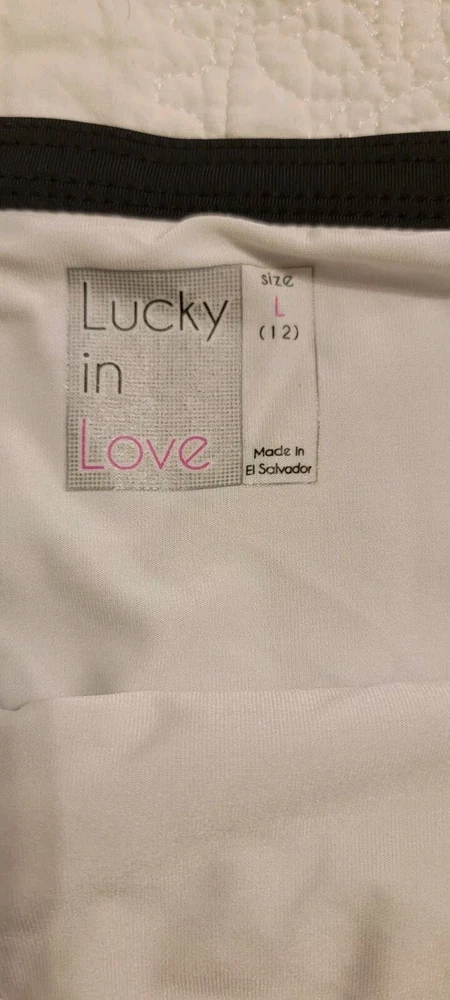 Lucky
in
Love
size
L
(12)
Made In
El Salvador